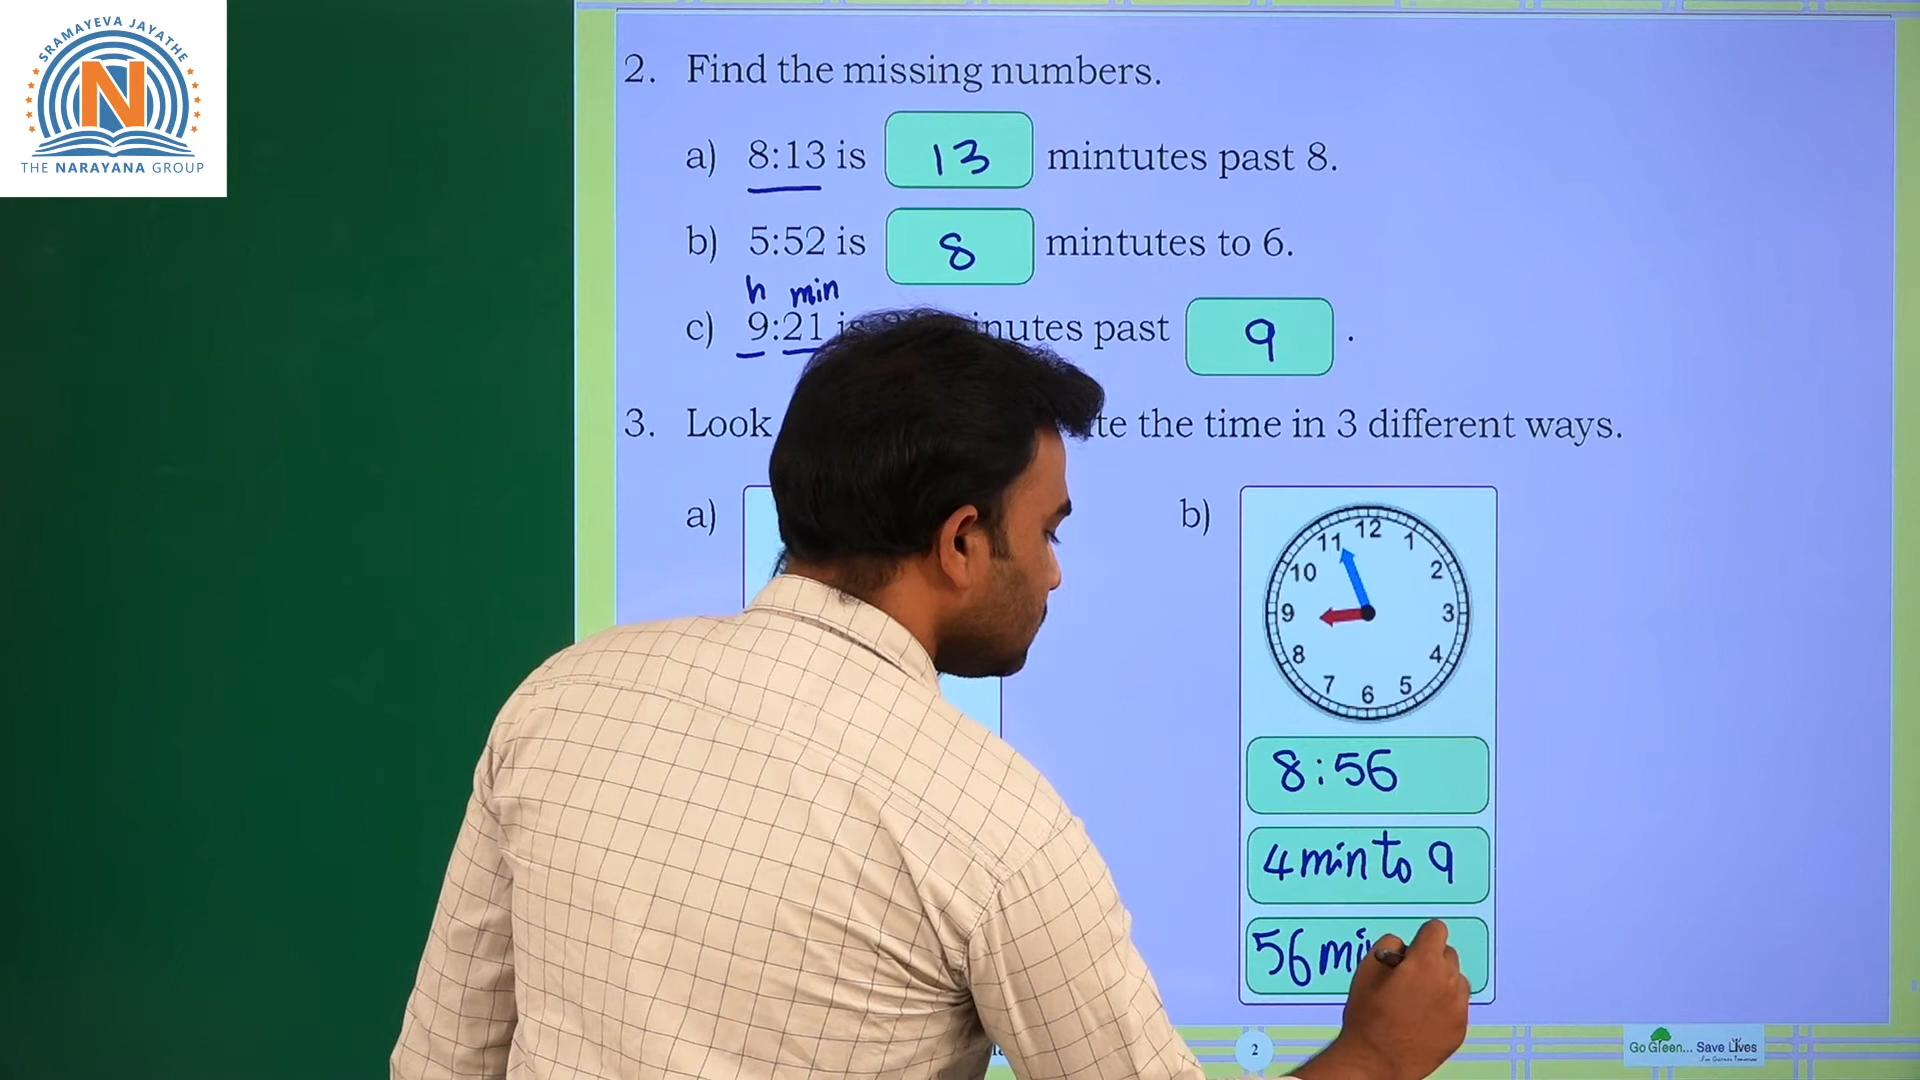 SRAMAYEVA JAYATHE
N
THE NARAYANA GROUP
2. Find the missing numbers.
a) 8:13 is 13 mintutes past 8.
b) 5:52 is 8 mintutes to 6.
h min
c) 9:21 is past 9 .
3. Look the time in 3 different ways.
a)
b)
12
11 1
10 2
9 3
8 4
7 6 5
8:56
4 min to 9
56
2
Go Green... Save Lives